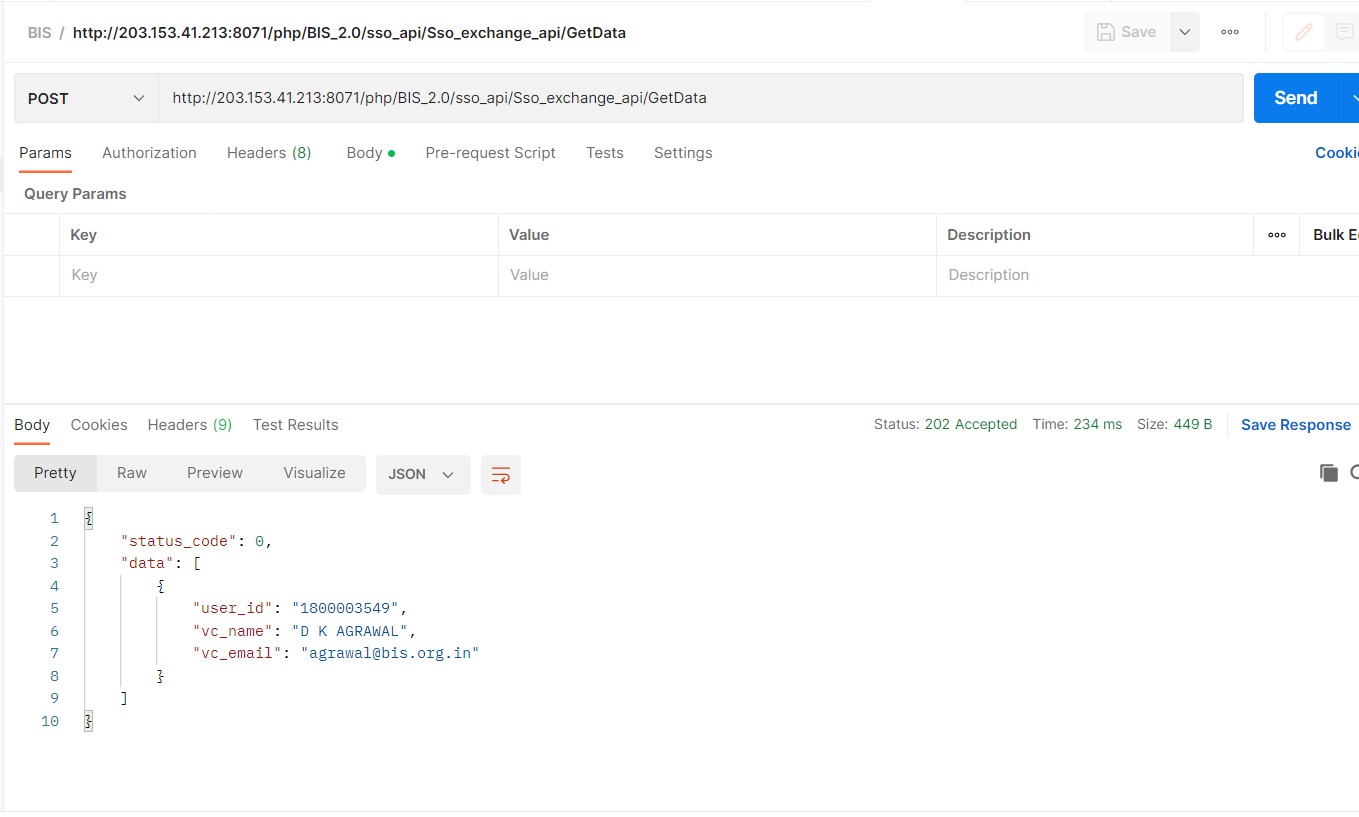 BIS / http://203.153.41.213:8071/php/BIS_2.0/sso_api/Sso_exchange_api/GetData
Save
POST
http://203.153.41.213:8071/php/BIS_2.0/sso_api/Sso_exchange_api/GetData
Send
Params Authorization Headers (8) Body Pre-request Script Tests Settings Cookie
Query Params
Key Value Description Bulk E
Key Value Description
Body Cookies Headers (9) Test Results Status: 202 Accepted Time: 234 ms Size: 449 B Save Response
Pretty Raw Preview Visualize JSON
1 {
2 "status_code": 0,
3 "data": [
4 {
5 "user_id": "1800003549",
6 "vc_name": "D K AGRAWAL",
7 "vc_email": "agrawal@bis.org.in"
8 }
9 ]
10 }